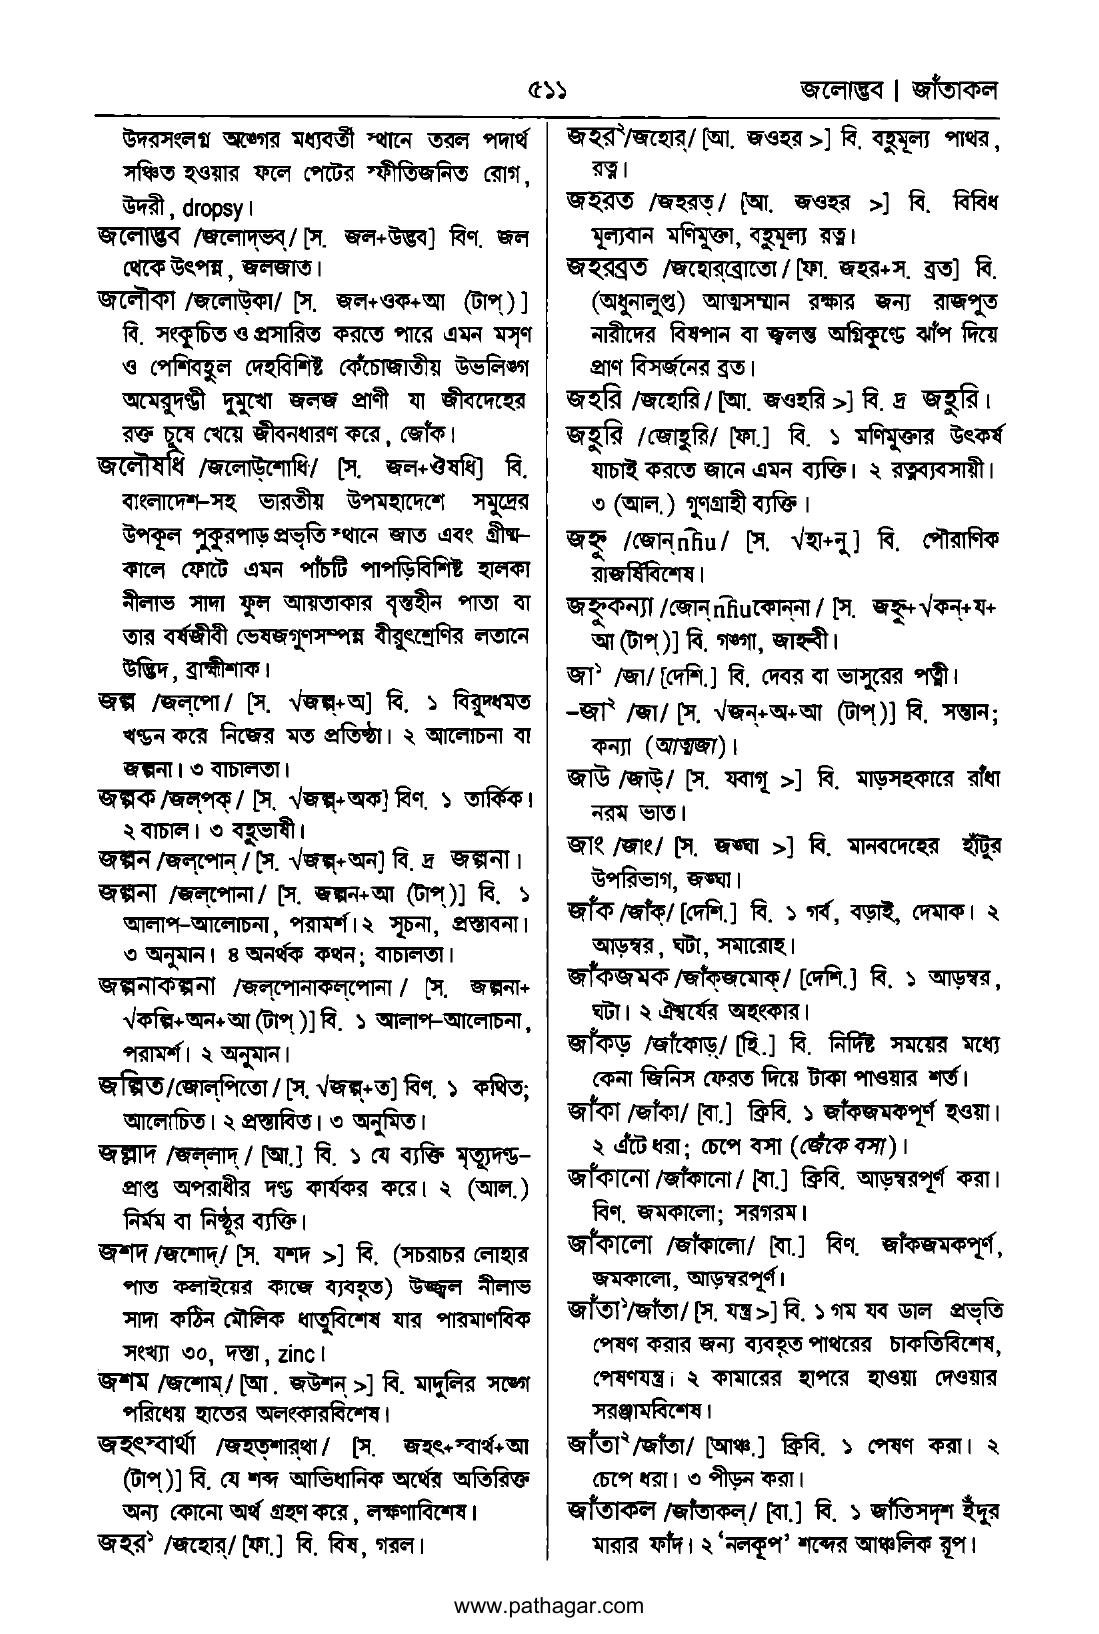 ৫১১
জলোদ্ভব | জাঁতাকল
উদরসংলগ্ন অঙ্গের মধ্যবর্তী স্থানে তরল পদার্থ
সঞ্চিত হওয়ার ফলে পেটের স্ফীতিজনিত রোগ,
উদরী, dropsy।
জলোদ্ভব /জলোদ্‌ভব্‌/ [স. জল+উদ্ভব] বিণ. জল
থেকে উৎপন্ন, জলজাত।
জলৌকা /জলোউ্‌কা/ [স. জল+ওক+আ (টাপ্‌)]
বি. সংকুচিত ও প্রসারিত করতে পারে এমন মসৃণ
ও পেশিবহুল দেহবিশিষ্ট কেঁচোজাতীয় উভলিঙ্গ
অমেরুদণ্ডী দুমুখো জলজ প্রাণী যা জীবদেহের
রক্ত চুষে খেয়ে জীবনধারণ করে, জোঁক।
জলৌষধি /জলোউ্‌শোধি/ [স. জল+ঔষধি] বি.
বাংলাদেশ-সহ ভারতীয় উপমহাদেশে সমুদ্রের
উপকূল পুকুরপাড় প্রভৃতি স্থানে জাত এবং গ্রীষ্ম-
কালে ফোটে এমন পাঁচটি পাপড়িবিশিষ্ট হালকা
নীলাভ সাদা ফুল আয়তাকার বৃন্তহীন পাতা বা
তার বর্ষজীবী ভেষজগুণসম্পন্ন বীরুৎশ্রেণির লতানে
উদ্ভিদ, ব্রাহ্মীশাক।
জল্প /জল্‌পো/ [স. √জল্প্‌+অ] বি. ১ বিরুদ্ধমত
খণ্ডন করে নিজের মত প্রতিষ্ঠা। ২ আলোচনা বা
জল্পনা। ৩ বাচালতা।
জল্পক /জল্‌পক্‌/ [স. √জল্প্‌+অক] বিণ. ১ তার্কিক।
২ বাচাল। ৩ বহুভাষী।
জল্পন /জল্‌পোন্‌/ [স. √জল্প্‌+অন] বি. দ্র জল্পনা।
জল্পনা /জল্‌পোনা/ [স. জল্পন+আ (টাপ্‌)] বি. ১
আলাপ-আলোচনা, পরামর্শ। ২ সূচনা, প্রস্তাবনা।
৩ অনুমান। ৪ অনর্থক কথন; বাচালতা।
জল্পনাকল্পনা /জল্‌পোনাকল্‌পোনা/ [স. জল্পনা+
√কল্পি+অন+আ (টাপ্‌)] বি. ১ আলাপ-আলোচনা,
পরামর্শ। ২ অনুমান।
জল্পিত /জোল্‌পিতো/ [স. √জল্প্‌+ত] বিণ. ১ কথিত;
আলোচিত। ২ প্রস্তাবিত। ৩ অনুমিত।
জল্লাদ /জল্‌লাদ্‌/ [আ.] বি. ১ যে ব্যক্তি মৃত্যুদণ্ড-
প্রাপ্ত অপরাধীর দণ্ড কার্যকর করে। ২ (আল.)
নির্মম বা নিষ্ঠুর ব্যক্তি।
জশদ /জশোদ্‌/ [স. যশদ >] বি. (সচরাচর লোহার
পাত কলাইয়ের কাজে ব্যবহৃত) উজ্জ্বল নীলাভ
সাদা কঠিন মৌলিক ধাতুবিশেষ যার পারমাণবিক
সংখ্যা ৩০, দস্তা, zinc।
জশম /জশোম্‌/ [আ. জউশন্‌ >] বি. মাদুলির সঙ্গে
পরিধেয় হাতের অলংকারবিশেষ।
জহৎস্বার্থা /জহত্‌শার্‌থা/ [স. জহৎ+স্বার্থ+আ
(টাপ্‌)] বি. যে শব্দ আভিধানিক অর্থের অতিরিক্ত
অন্য কোনো অর্থ গ্রহণ করে, লক্ষণাবিশেষ।
জহর১ /জহোর্‌/ [ফা.] বি. বিষ, গরল।
জহর২ /জহোর্‌/ [আ. জওহর >] বি. বহুমূল্য পাথর,
রত্ন।
জহরত /জহরত্‌/ [আ. জওহর >] বি. বিবিধ
মূল্যবান মণিমুক্তা, বহুমূল্য রত্ন।
জহরব্রত /জহোর্‌ব্রোতো/ [ফা. জহর+স. ব্রত] বি.
(অধুনালুপ্ত) আত্মসম্মান রক্ষার জন্য রাজপুত
নারীদের বিষপান বা জ্বলন্ত অগ্নিকুণ্ডে ঝাঁপ দিয়ে
প্রাণ বিসর্জনের ব্রত।
জহরি /জহোরি/ [আ. জওহরি >] বি. দ্র জহুরি।
জহুরি /জোহুরি/ [ফা.] বি. ১ মণিমুক্তার উৎকর্ষ
যাচাই করতে জানে এমন ব্যক্তি। ২ রত্নব্যবসায়ী।
৩ (আল.) গুণগ্রাহী ব্যক্তি।
জহ্নু /জোন্‌nɦu/ [স. √হা+নু] বি. পৌরাণিক
রাজর্ষিবিশেষ।
জহ্নুকন্যা /জোন্‌nɦuকোন্‌না/ [স. জহ্নু+√কন্‌+য+
আ (টাপ্‌)] বি. গঙ্গা, জাহ্নবী।
জা১ /জা/ [দেশি.] বি. দেবর বা ভাসুরের পত্নী।
-জা২ /জা/ [স. √জন্‌+অ+আ (টাপ্‌)] বি. সন্তান;
কন্যা (আত্মজা)।
জাউ /জাউ্‌/ [স. যবাগূ >] বি. মাড়সহকারে রাঁধা
নরম ভাত।
জাং /জাং/ [স. জঙ্ঘা >] বি. মানবদেহের হাঁটুর
উপরিভাগ, জঙ্ঘা।
জাঁক /জাঁক্‌/ [দেশি.] বি. ১ গর্ব, বড়াই, দেমাক। ২
আড়ম্বর, ঘটা, সমারোহ।
জাঁকজমক /জাঁক্‌জমোক্‌/ [দেশি.] বি. ১ আড়ম্বর,
ঘটা। ২ ঐশ্বর্যের অহংকার।
জাঁকড় /জাঁকোড়্‌/ [হি.] বি. নির্দিষ্ট সময়ের মধ্যে
কেনা জিনিস ফেরত দিয়ে টাকা পাওয়ার শর্ত।
জাঁকা /জাঁকা/ [বা.] ক্রিবি. ১ জাঁকজমকপূর্ণ হওয়া।
২ এঁটে ধরা; চেপে বসা (জেঁকে বসা)।
জাঁকানো /জাঁকানো/ [বা.] ক্রিবি. আড়ম্বরপূর্ণ করা।
বিণ. জমকালো; সরগরম।
জাঁকালো /জাঁকালো/ [বা.] বিণ. জাঁকজমকপূর্ণ,
জমকালো, আড়ম্বরপূর্ণ।
জাঁতা১ /জাঁতা/ [স. যন্ত্র >] বি. ১ গম যব ডাল প্রভৃতি
পেষণ করার জন্য ব্যবহৃত পাথরের চাকতিবিশেষ,
পেষণযন্ত্র। ২ কামারের হাপরে হাওয়া দেওয়ার
সরঞ্জামবিশেষ।
জাঁতা২ /জাঁতা/ [আঞ্চ.] ক্রিবি. ১ পেষণ করা। ২
চেপে ধরা। ৩ পীড়ন করা।
জাঁতাকল /জাঁতাকল্‌/ [বা.] বি. ১ জাঁতিসদৃশ ইঁদুর
মারার ফাঁদ। ২ ‘নলকূপ’ শব্দের আঞ্চলিক রূপ।
www.pathagar.com